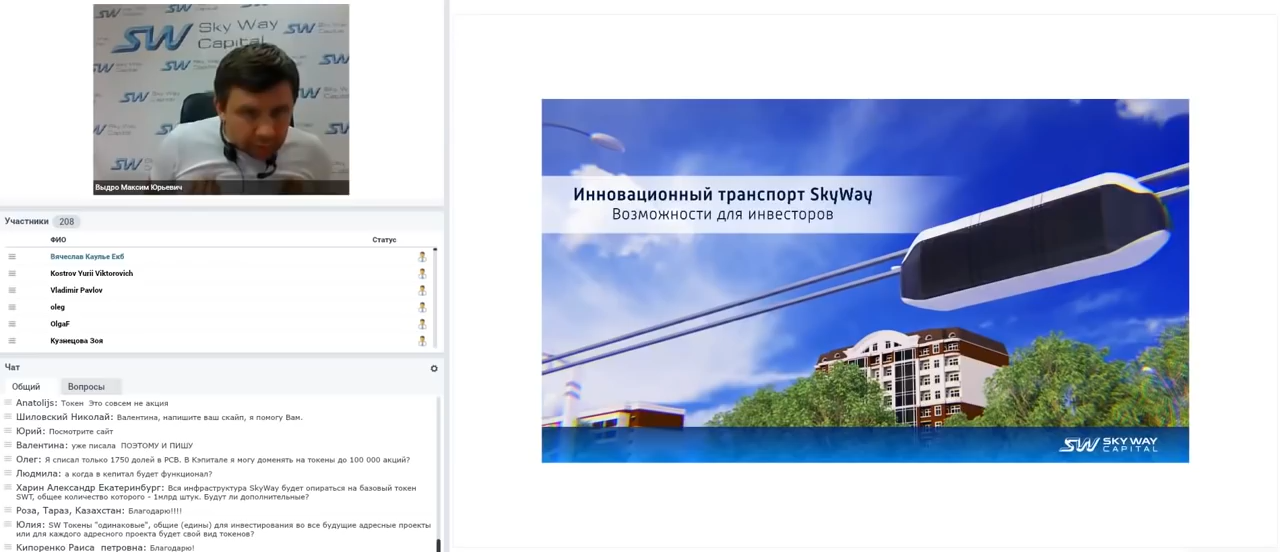 Sky Way
Capital
Выдро Максим Юрьевич
Участники 208
ФИО Статус
Вячеслав Каупье Екб
Kostrov Yurii Viktorovich
Vladimir Pavlov
oleg
OlgaF
Кузнецова Зоя
Чат
Общий Вопросы
Anatolijs: Токен Это совсем не акция
Шиловский Николай: Валентина, напишите ваш скайп, я помогу Вам.
Юрий: Посмотрите сайт
Валентина: уже писала ПОЭТОМУ И ПИШУ
Олег: Я списал только 1750 долей в РСВ. В Кэпитале я могу доменять на токены до 100 000 акций?
Людмила: а когда в кепитал будет функционал?
Харин Александр Екатеринбург: Вся инфраструктура SkyWay будет опираться на базовый токен
SWT, общее количество которого - 1млрд штук. Будут ли дополнительные?
Роза, Тараз, Казахстан: Благодарю!!!!
Юлия: SW Токены "одинаковые", общие (едины) для инвестирования во все будущие адресные проекты
или для каждого адресного проекта будет свой вид токенов?
Кипоренко Раиса петровна: Благодарю!
Инновационный транспорт SkyWay
Возможности для инвесторов
SW SKY WAY
CAPITAL